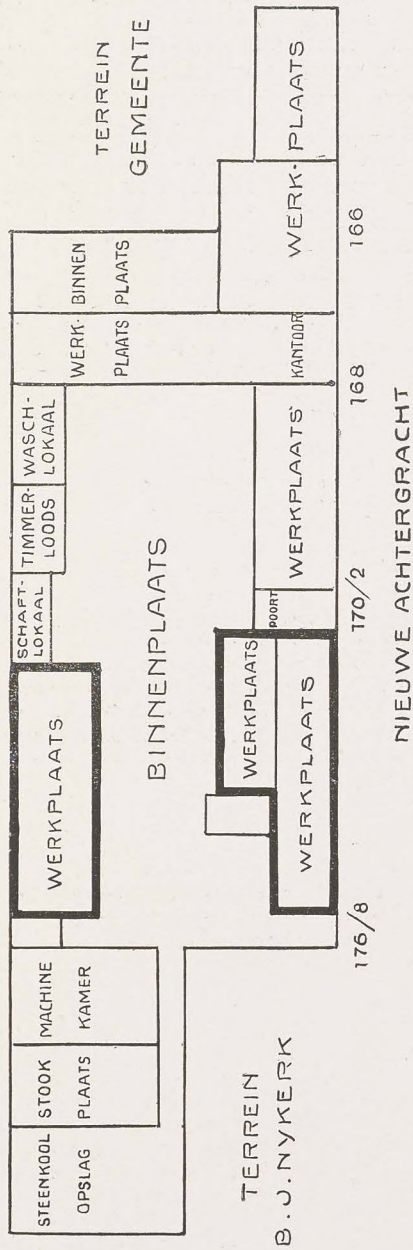 STEENKOOL
OPSLAG
STOOK
PLAATS
MACHINE
KAMER
WERKPLAATS
SCHAFT-
LOKAAL
TIMMER-
LOODS
WASCH-
LOKAAL
WERK-
PLAATS
BINNEN
PLAATS
TERREIN
GEMEENTE
BINNENPLAATS
TERREIN
B.J. NYKERK
WERKPLAATS
WERKPLAATS
POORT
WERKPLAATS
KANTOOR
WERK-PLAATS
176/8
170/2
168
166
NIEUWE ACHTERGRACHT